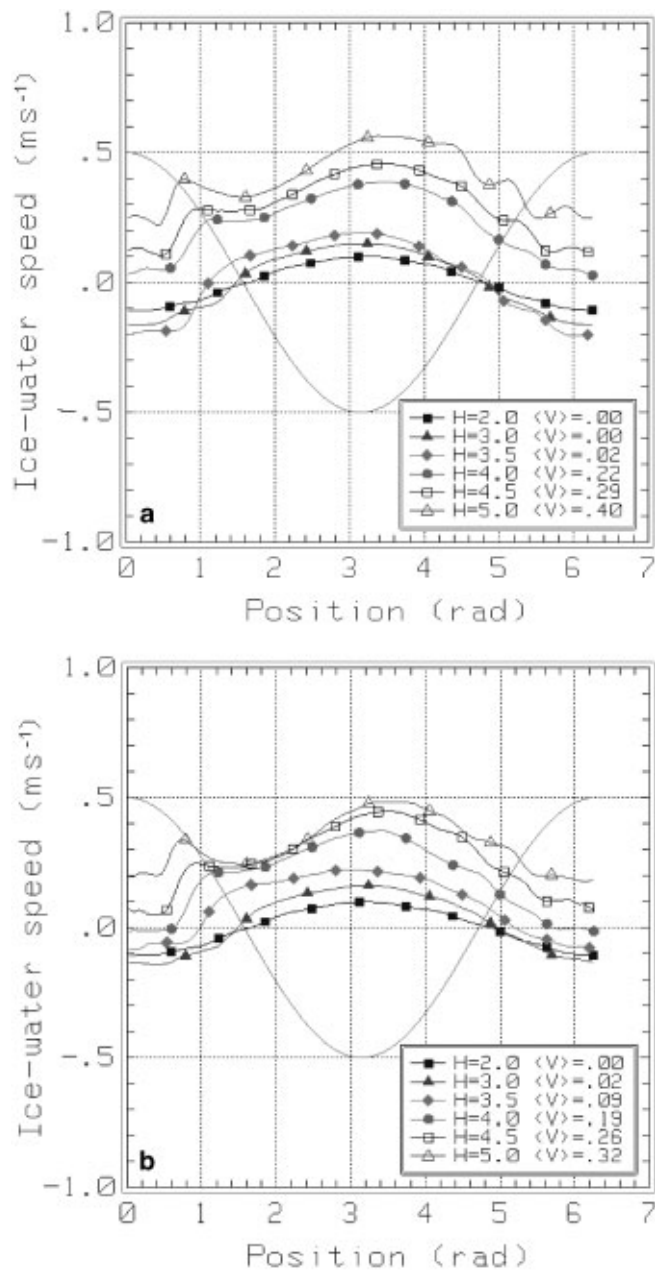 1.0
.5
.0
-.5
-1.0
Ice-water speed (ms⁻¹)
a
H=2.0 ⟨V⟩=.00
H=3.0 ⟨V⟩=.00
H=3.5 ⟨V⟩=.02
H=4.0 ⟨V⟩=.22
H=4.5 ⟨V⟩=.29
H=5.0 ⟨V⟩=.40
0 1 2 3 4 5 6 7
Position (rad)
1.0
.5
.0
-.5
-1.0
Ice-water speed (ms⁻¹)
b
H=2.0 ⟨V⟩=.00
H=3.0 ⟨V⟩=.02
H=3.5 ⟨V⟩=.09
H=4.0 ⟨V⟩=.19
H=4.5 ⟨V⟩=.26
H=5.0 ⟨V⟩=.32
0 1 2 3 4 5 6 7
Position (rad)